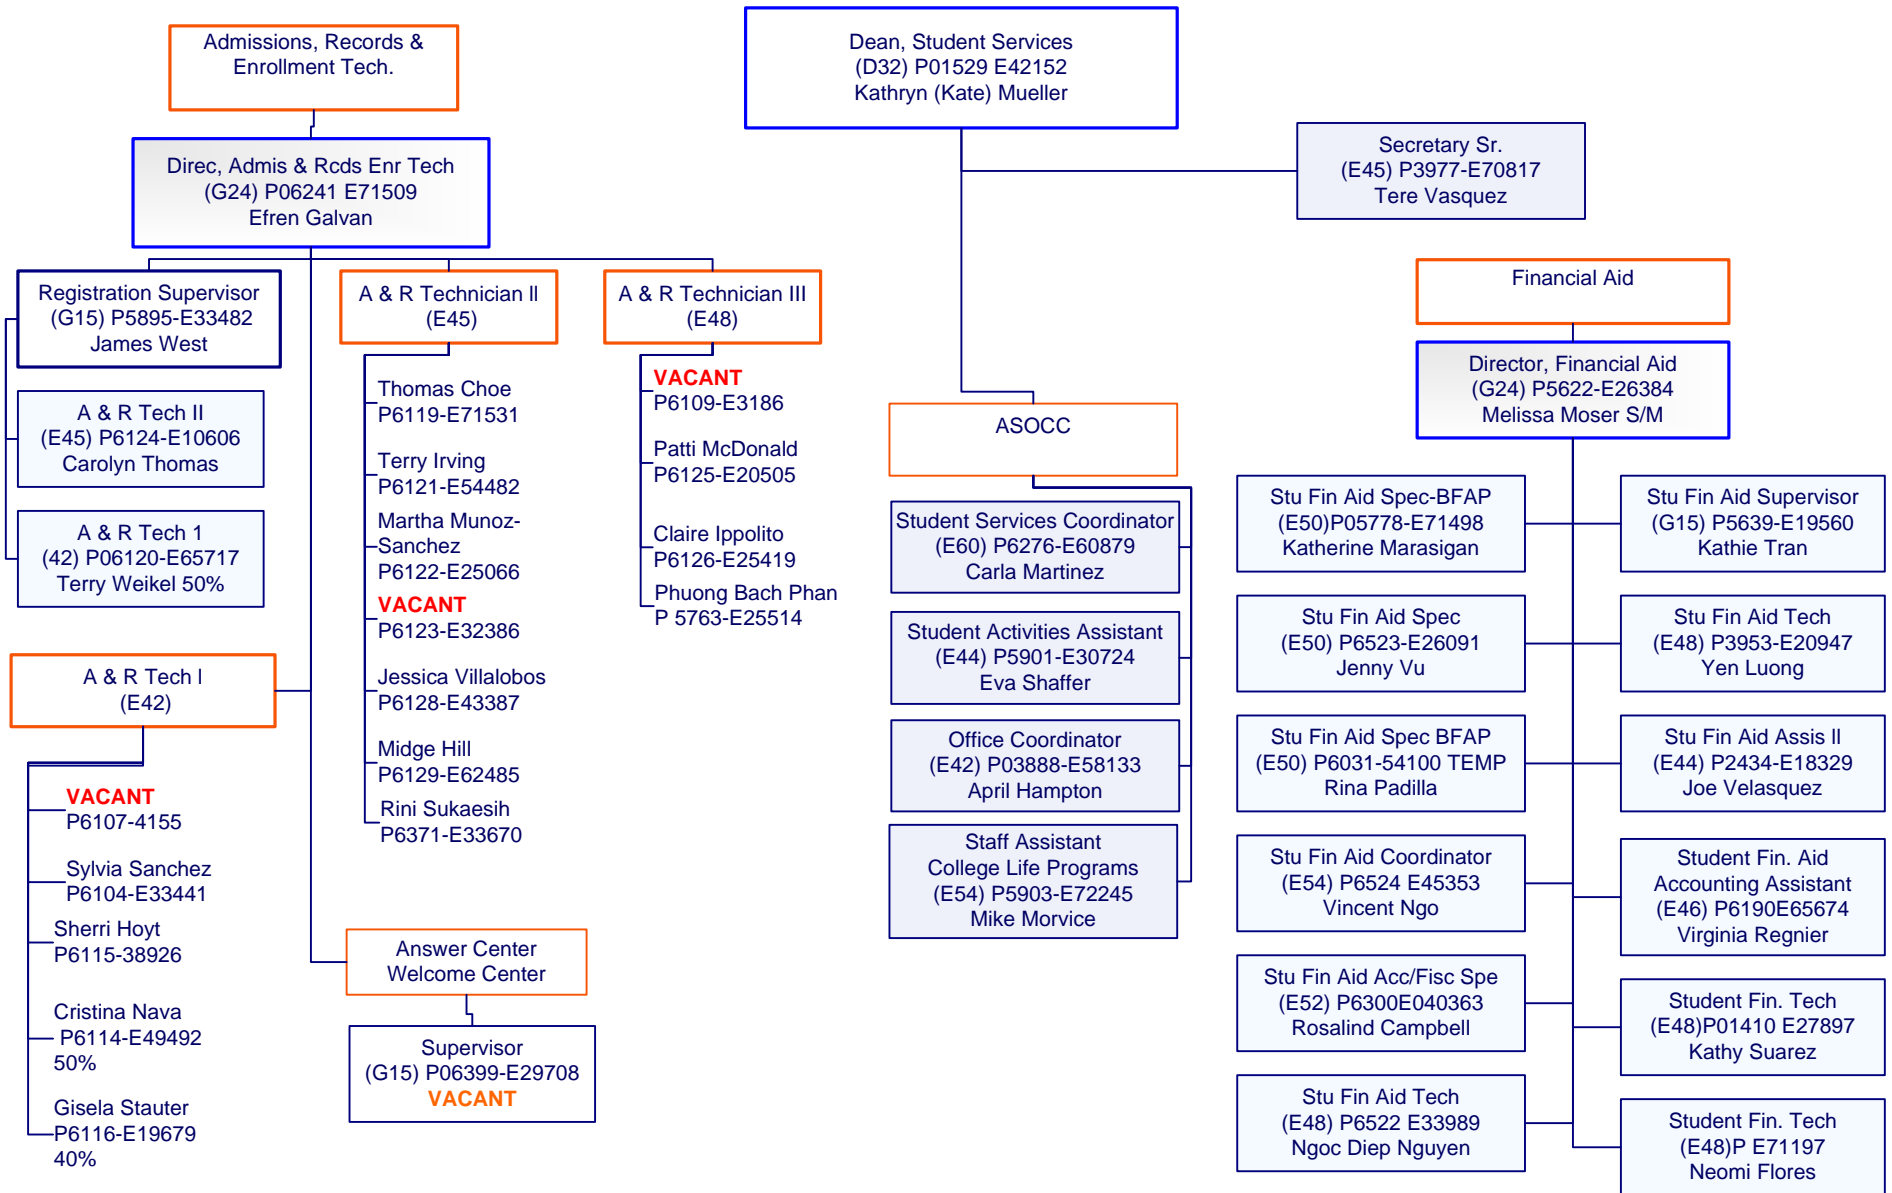 Admissions, Records &
Enrollment Tech.
Direc, Admis & Rcds Enr Tech
(G24) P06241 E71509
Efren Galvan
Registration Supervisor
(G15) P5895-E33482
James West
A & R Tech II
(E45) P6124-E10606
Carolyn Thomas
A & R Tech 1
(42) P06120-E65717
Terry Weikel 50%
A & R Tech I
(E42)
VACANT
P6107-4155
Sylvia Sanchez
P6104-E33441
Sherri Hoyt
P6115-38926
Cristina Nava
P6114-E49492
50%
Gisela Stauter
P6116-E19679
40%
A & R Technician II
(E45)
Thomas Choe
P6119-E71531
Terry Irving
P6121-E54482
Martha Munoz-
Sanchez
P6122-E25066
VACANT
P6123-E32386
Jessica Villalobos
P6128-E43387
Midge Hill
P6129-E62485
Rini Sukaesih
P6371-E33670
A & R Technician III
(E48)
VACANT
P6109-E3186
Patti McDonald
P6125-E20505
Claire Ippolito
P6126-E25419
Phuong Bach Phan
P 5763-E25514
Answer Center
Welcome Center
Supervisor
(G15) P06399-E29708
VACANT
Dean, Student Services
(D32) P01529 E42152
Kathryn (Kate) Mueller
Secretary Sr.
(E45) P3977-E70817
Tere Vasquez
ASOCC
Student Services Coordinator
(E60) P6276-E60879
Carla Martinez
Student Activities Assistant
(E44) P5901-E30724
Eva Shaffer
Office Coordinator
(E42) P03888-E58133
April Hampton
Staff Assistant
College Life Programs
(E54) P5903-E72245
Mike Morvice
Financial Aid
Director, Financial Aid
(G24) P5622-E26384
Melissa Moser S/M
Stu Fin Aid Spec-BFAP
(E50)P05778-E71498
Katherine Marasigan
Stu Fin Aid Spec
(E50) P6523-E26091
Jenny Vu
Stu Fin Aid Spec BFAP
(E50) P6031-54100 TEMP
Rina Padilla
Stu Fin Aid Coordinator
(E54) P6524 E45353
Vincent Ngo
Stu Fin Aid Acc/Fisc Spe
(E52) P6300E040363
Rosalind Campbell
Stu Fin Aid Tech
(E48) P6522 E33989
Ngoc Diep Nguyen
Stu Fin Aid Supervisor
(G15) P5639-E19560
Kathie Tran
Stu Fin Aid Tech
(E48) P3953-E20947
Yen Luong
Stu Fin Aid Assis II
(E44) P2434-E18329
Joe Velasquez
Student Fin. Aid
Accounting Assistant
(E46) P6190E65674
Virginia Regnier
Student Fin. Tech
(E48)P01410 E27897
Kathy Suarez
Student Fin. Tech
(E48)P E71197
Neomi Flores